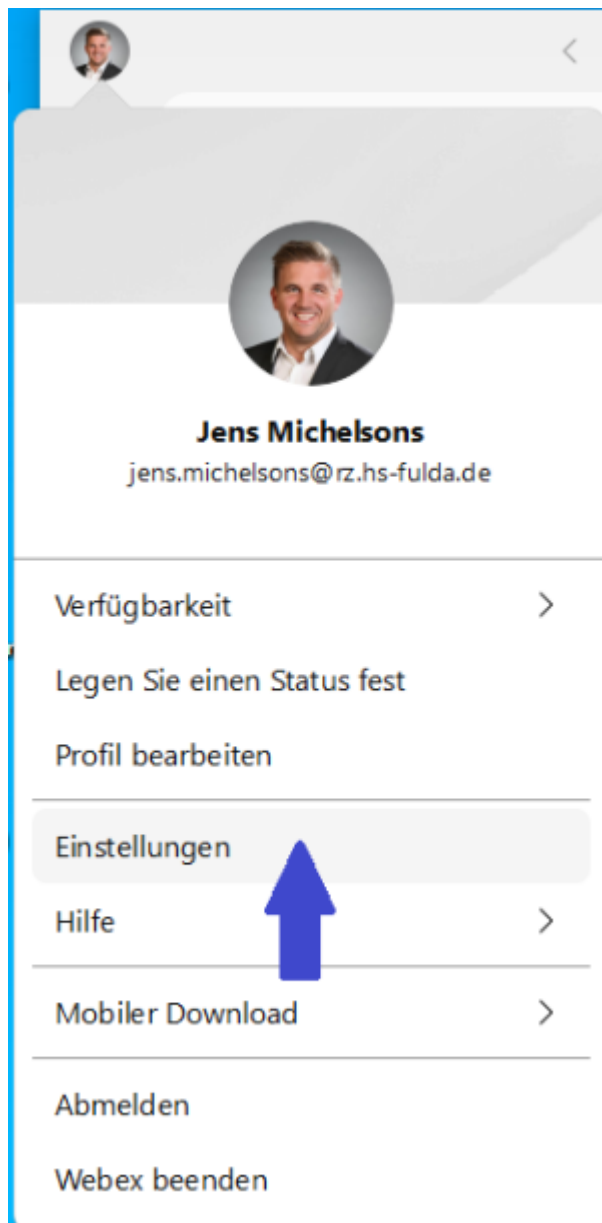 Jens Michelsons
jens.michelsons@rz.hs-fulda.de
Verfügbarkeit
Legen Sie einen Status fest
Profil bearbeiten
Einstellungen
Hilfe
Mobiler Download
Abmelden
Webex beenden